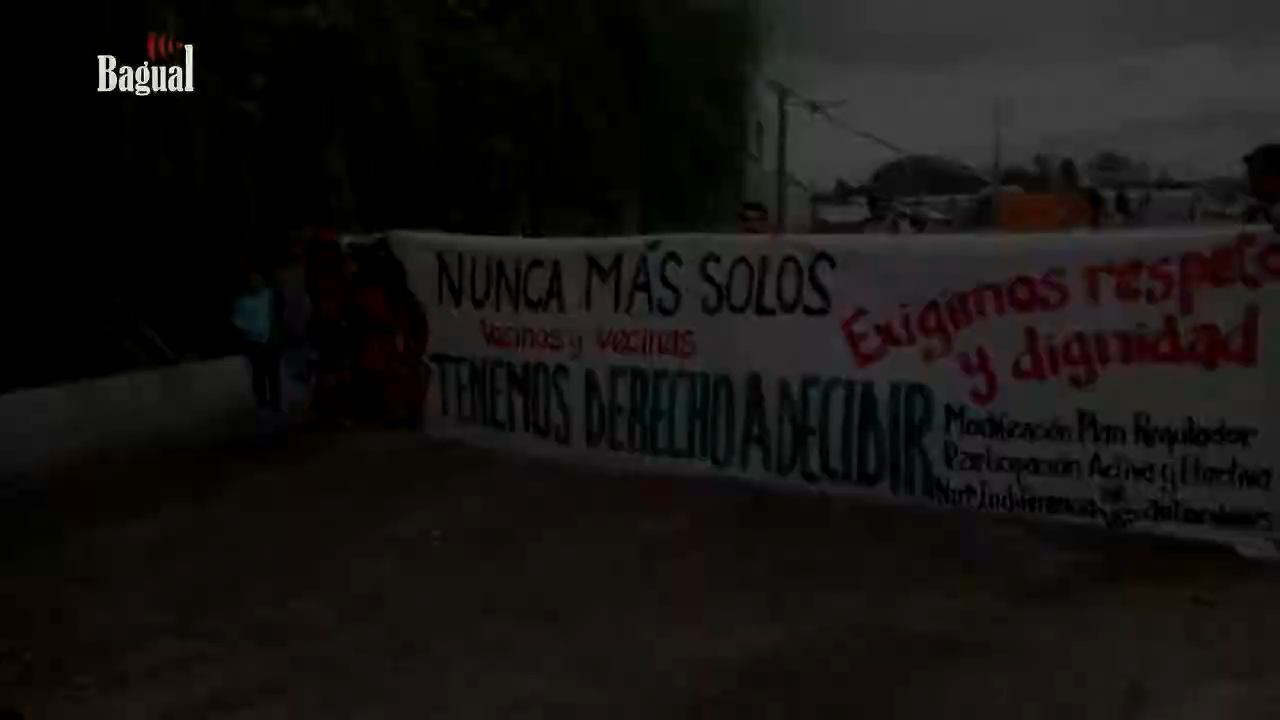 Bagual
NUNCA MÁS SOLOS
Vecinos y Vecinas
TENEMOS DERECHO A DECIDIR
Exigimos respeto
y dignidad
Modificación Plan Regulador
Participación Activa y Efectiva